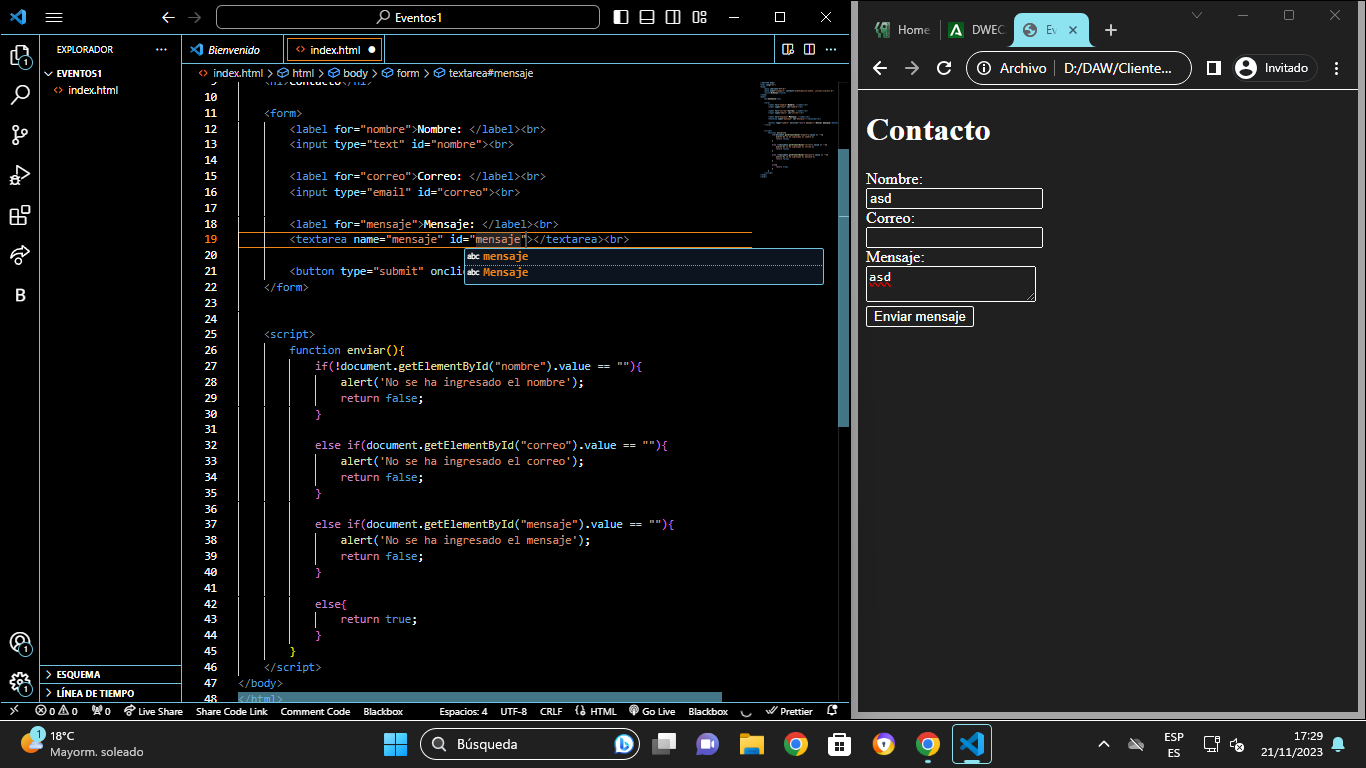 Eventos1
EXPLORADOR
Bienvenido
index.html
EVENTOS1
index.html
index.html > html > body > form > textarea#mensaje
9 <h1>Contacto</h1>
10
11 <form>
12 <label for="nombre">Nombre: </label><br>
13 <input type="text" id="nombre"><br>
14
15 <label for="correo">Correo: </label><br>
16 <input type="email" id="correo"><br>
17
18 <label for="mensaje">Mensaje: </label><br>
19 <textarea name="mensaje" id="mensaje"></textarea><br>
20
abc mensaje
abc Mensaje
21 <button type="submit" oncli
22 </form>
23
24
25 <script>
26 function enviar(){
27 if(!document.getElementById("nombre").value == ""){
28 alert('No se ha ingresado el nombre');
29 return false;
30 }
31
32 else if(document.getElementById("correo").value == ""){
33 alert('No se ha ingresado el correo');
34 return false;
35 }
36
37 else if(document.getElementById("mensaje").value == ""){
38 alert('No se ha ingresado el mensaje');
39 return false;
40 }
41
42 else{
43 return true;
44 }
45 }
46 </script>
47 </body>
48 </html>
1
1
1
ESQUEMA
LÍNEA DE TIEMPO
0 0 0 Live Share Share Code Link Comment Code Blackbox Espacios: 4 UTF-8 CRLF HTML Go Live Blackbox Prettier
Home
DWEC
Ev
Archivo | D:/DAW/Cliente...
Invitado
Contacto
Nombre:
asd
Correo:
Mensaje:
asd
Enviar mensaje
1
18°C
Mayorm. soleado
Búsqueda
ESP
ES
17:29
21/11/2023